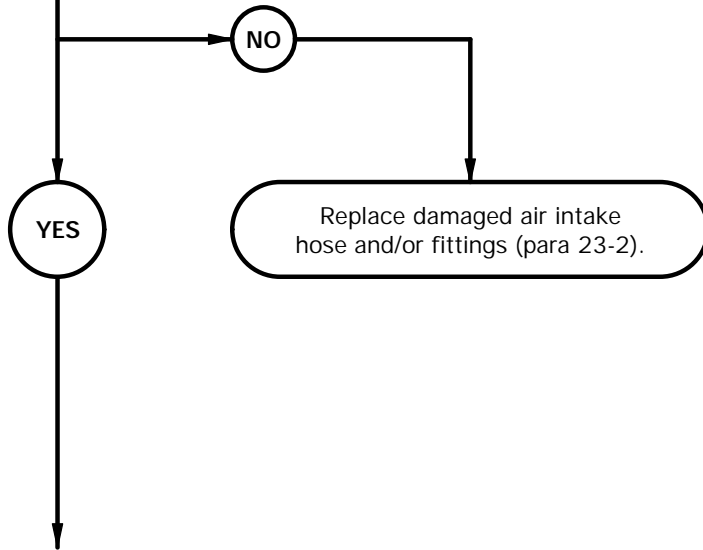 NO
YES
Replace damaged air intake
hose and/or fittings (para 23-2).